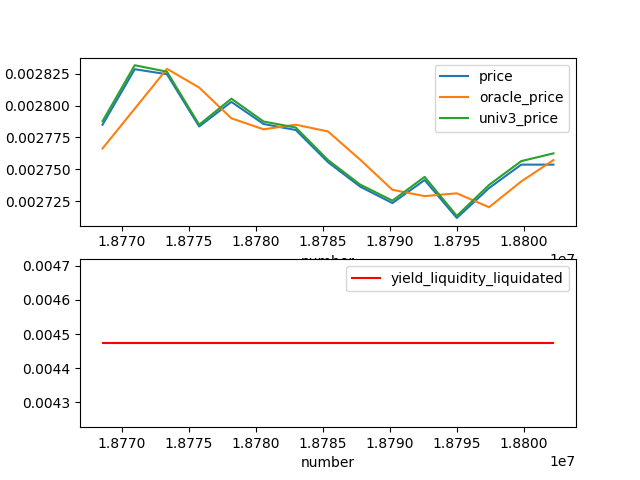 0.002825
0.002800
0.002775
0.002750
0.002725
price
oracle_price
univ3_price
1.8770 1.8775 1.8780 1.8785 1.8790 1.8795 1.8800
number
1e7
0.0047
0.0046
0.0045
0.0044
0.0043
yield_liquidity_liquidated
1.8770 1.8775 1.8780 1.8785 1.8790 1.8795 1.8800
number
1e7